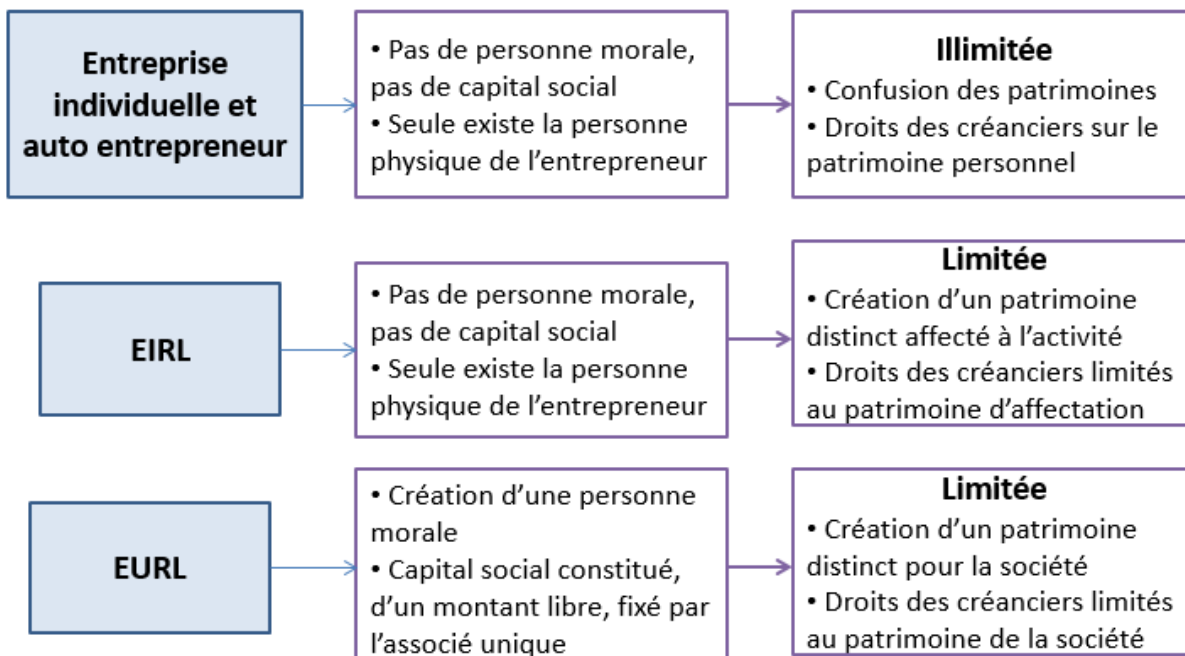 Entreprise
individuelle et
auto entrepreneur
• Pas de personne morale,
pas de capital social
• Seule existe la personne
physique de l’entrepreneur
Illimitée
• Confusion des patrimoines
• Droits des créanciers sur le
patrimoine personnel
EIRL
• Pas de personne morale,
pas de capital social
• Seule existe la personne
physique de l’entrepreneur
Limitée
• Création d’un patrimoine
distinct affecté à l’activité
• Droits des créanciers limités
au patrimoine d’affectation
EURL
• Création d’une personne
morale
• Capital social constitué,
d’un montant libre, fixé par
l’associé unique
Limitée
• Création d’un patrimoine
distinct pour la société
• Droits des créanciers limités
au patrimoine de la société